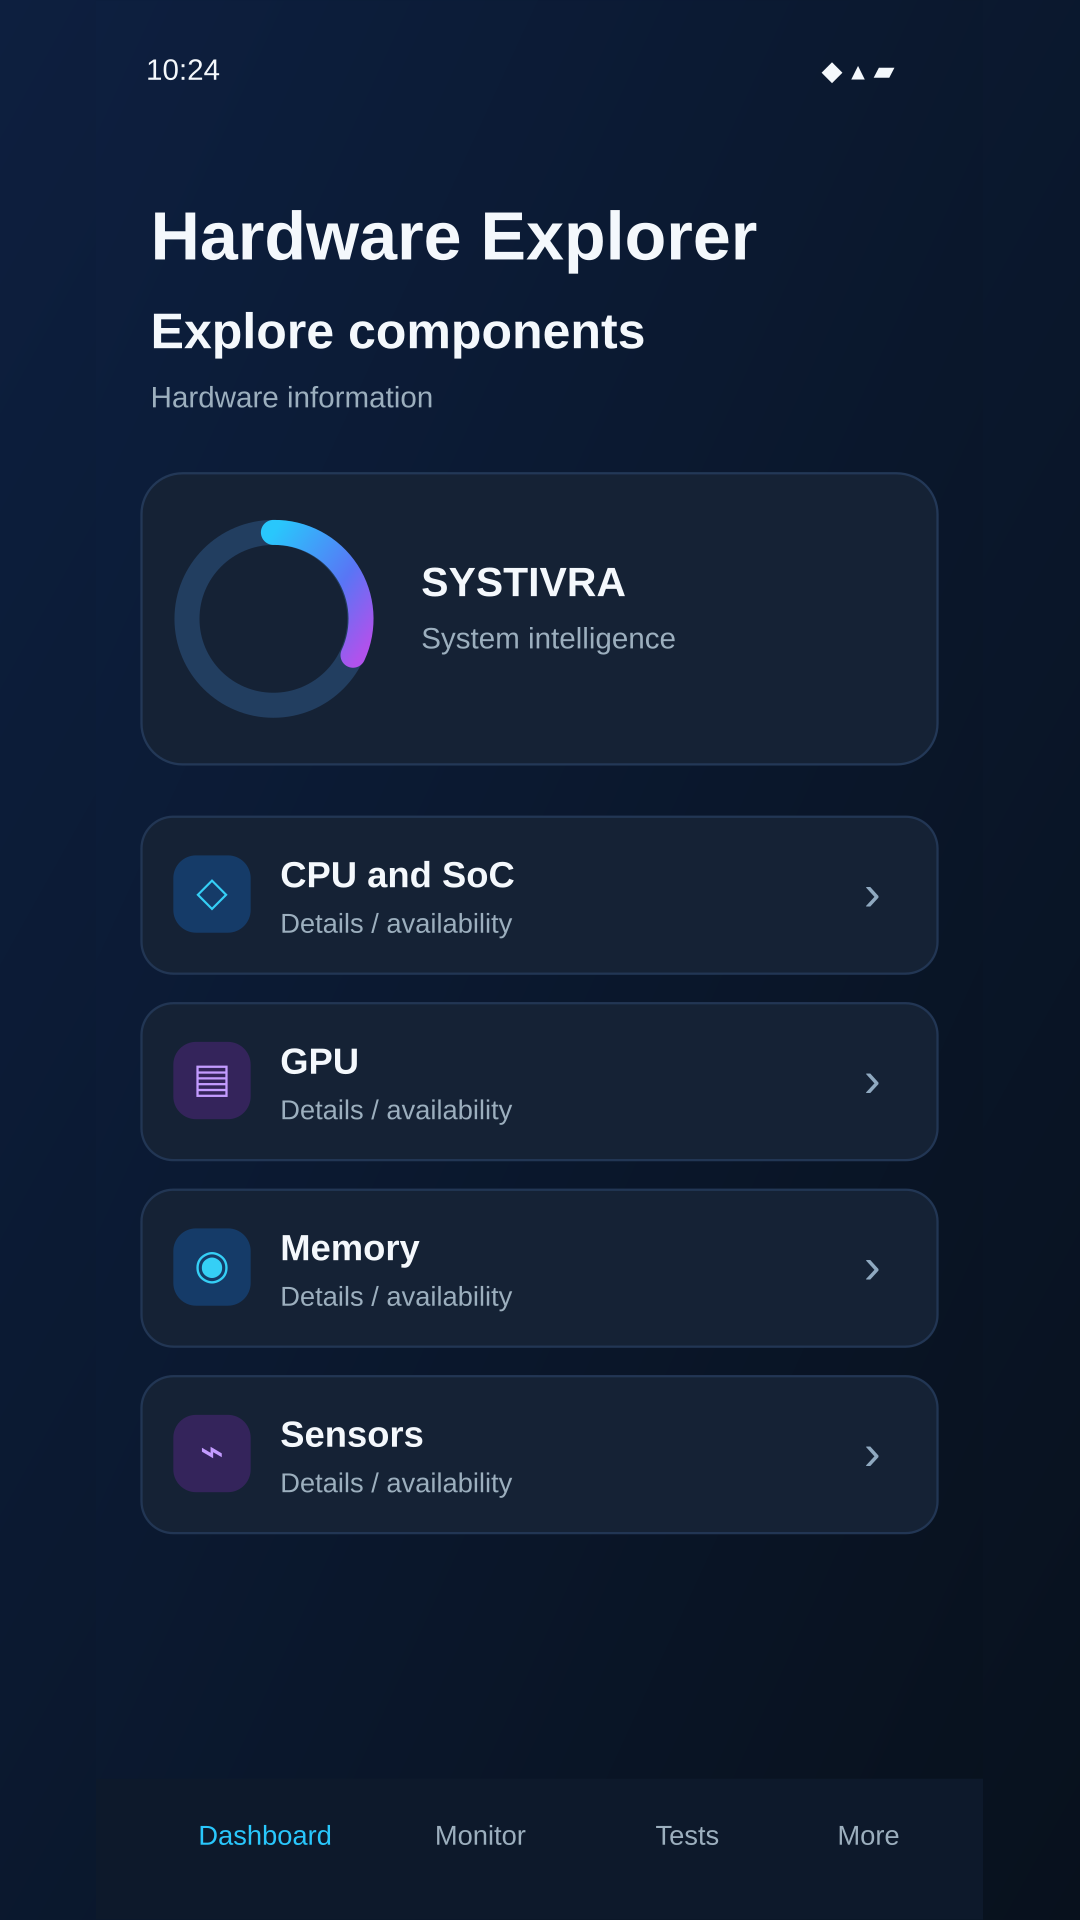 10:24
Hardware Explorer
Explore components
Hardware information
SYSTIVRA
System intelligence
CPU and SoC
Details / availability
GPU
Details / availability
Memory
Details / availability
Sensors
Details / availability
Dashboard Monitor Tests More